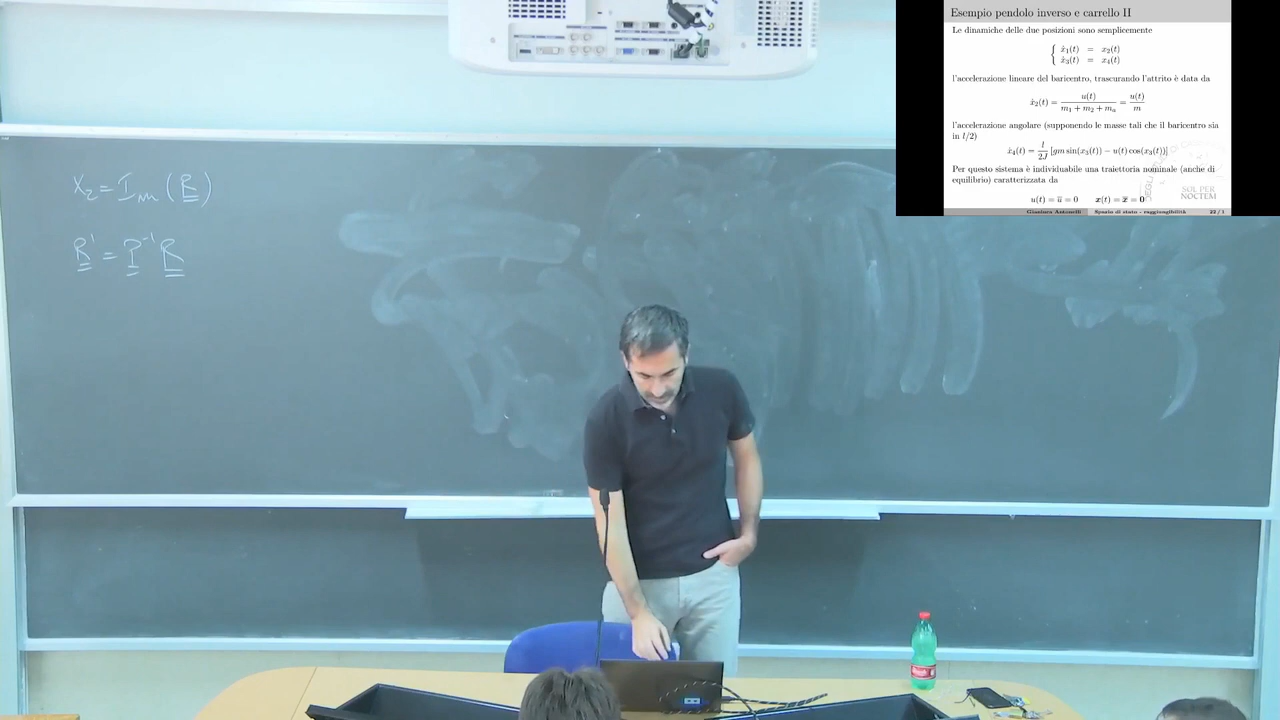 X₂ = Im (R)
R' = P⁻¹ R
Esempio pendolo inverso e carrello II
Le dinamiche delle due posizioni sono semplicemente
{ ẋ₁(t) = x₂(t)
ẋ₃(t) = x₄(t)
l'accelerazione lineare del baricentro, trascurando l'attrito è data da
ẋ₂(t) = u(t) / (m₁ + m₂ + mₐ) = u(t) / m
l'accelerazione angolare (supponendo le masse tali che il baricentro sia
in l/2)
ẋ₄(t) = l / 2J [gm sin(x₃(t)) − u(t) cos(x₃(t))]
Per questo sistema è individuabile una traiettoria nominale (anche di
equilibrio) caratterizzata da
u(t) = u̅ = 0 x(t) = x̅ = 0
SOL PER
NOCTEM
Gianluca Antonelli Spazio di stato - raggiungibilità 22 / 1